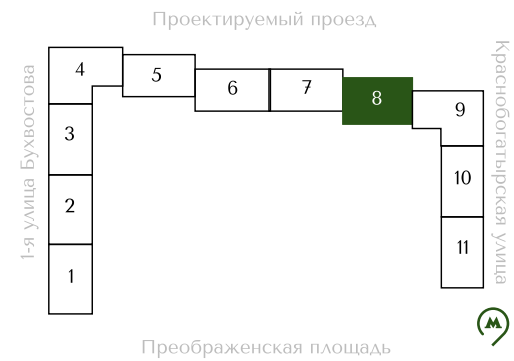 Проектируемый проезд
4
5
6
7
8
9
3
10
2
11
1
1-я улица Бухвостова
Краснобогатырская улица
М
Преображенская площадь